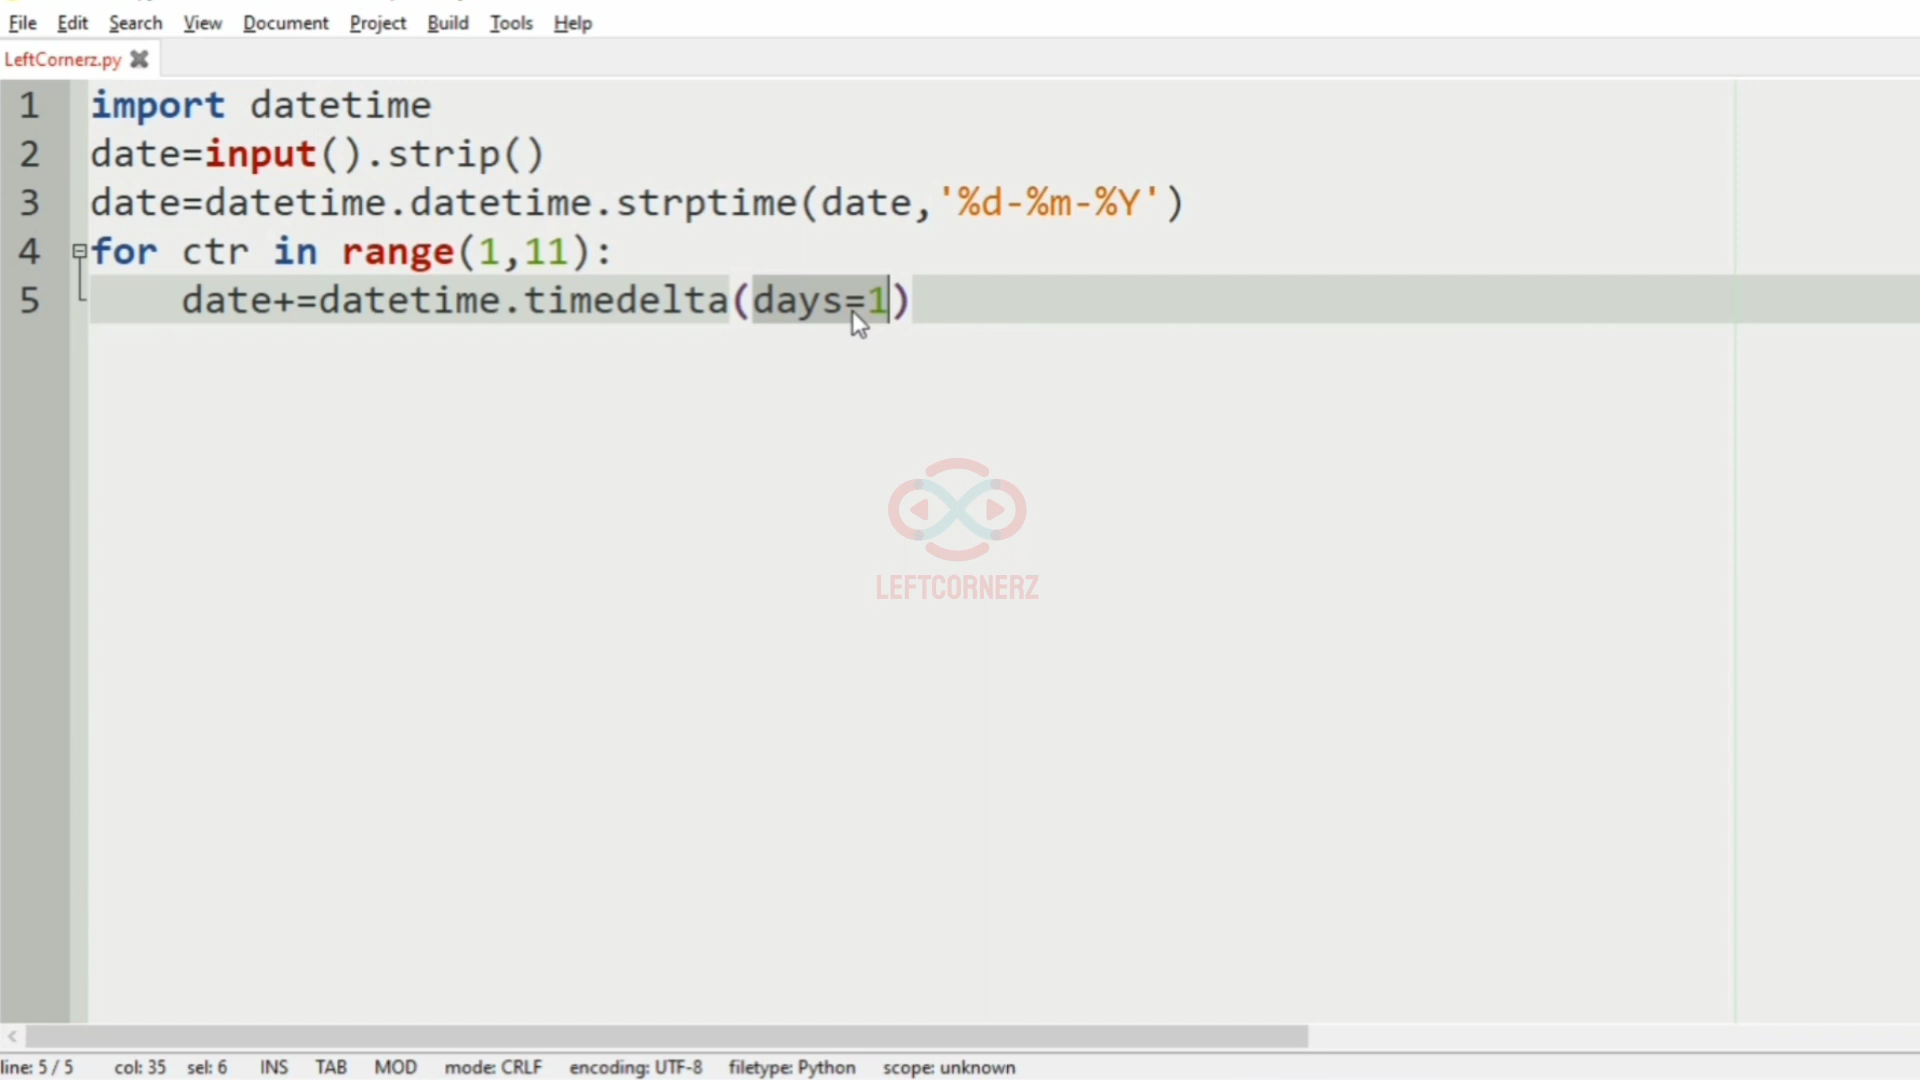 File Edit Search View Document Project Build Tools Help
LeftCornerz.py
1 import datetime
2 date=input().strip()
3 date=datetime.datetime.strptime(date,'%d-%m-%Y')
4 for ctr in range(1,11):
5     date+=datetime.timedelta(days=1)
LEFTCORNERZ
line: 5 / 5 col: 35 sel: 6 INS TAB MOD mode: CRLF encoding: UTF-8 filetype: Python scope: unknown